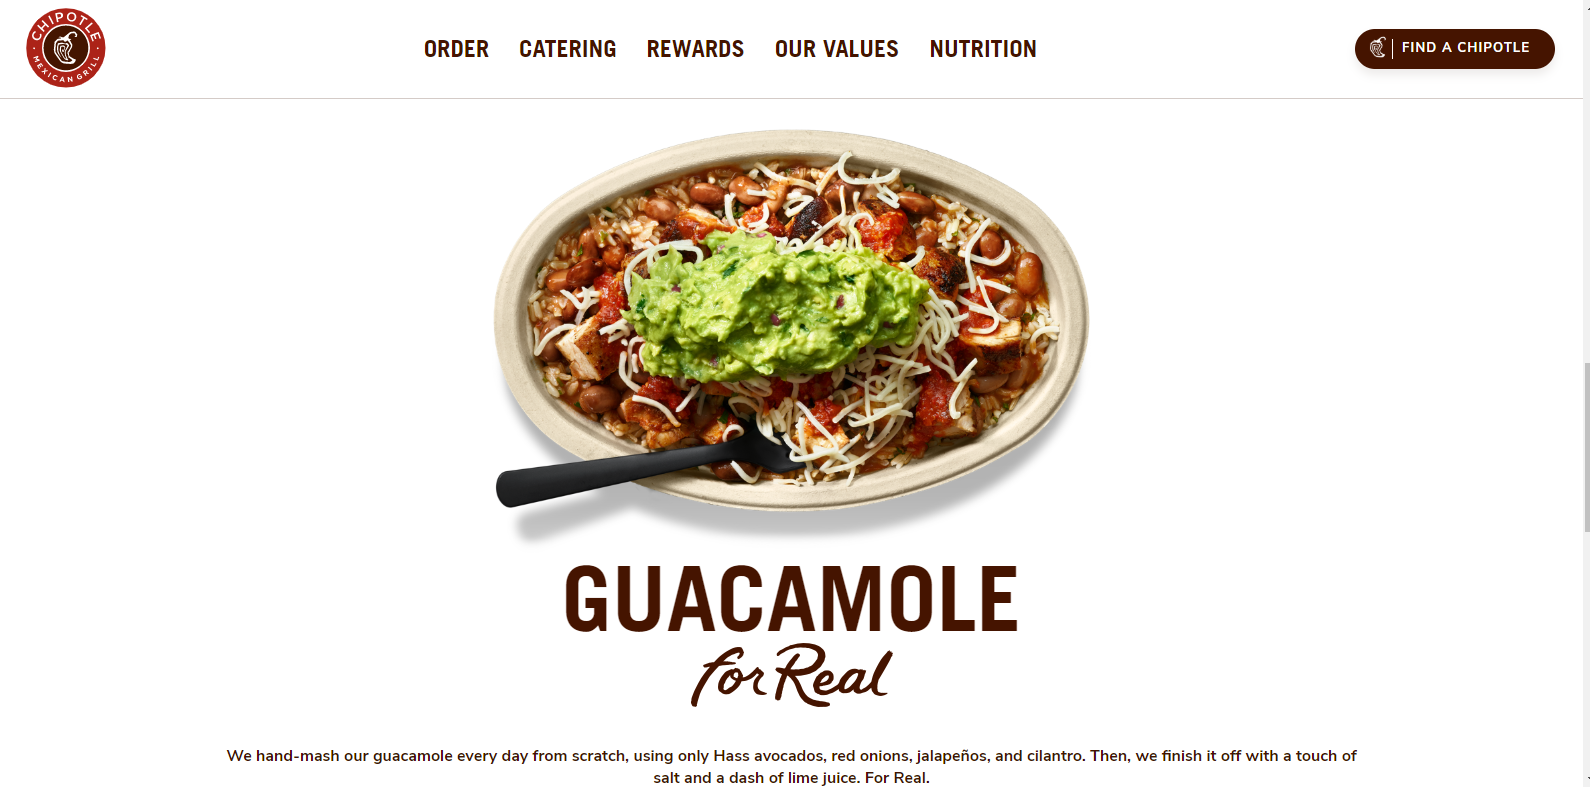 CHIPOTLE
MEXICAN GRILL
ORDER CATERING REWARDS OUR VALUES NUTRITION
FIND A CHIPOTLE
GUACAMOLE
for Real
We hand-mash our guacamole every day from scratch, using only Hass avocados, red onions, jalapeños, and cilantro. Then, we finish it off with a touch of
salt and a dash of lime juice. For Real.